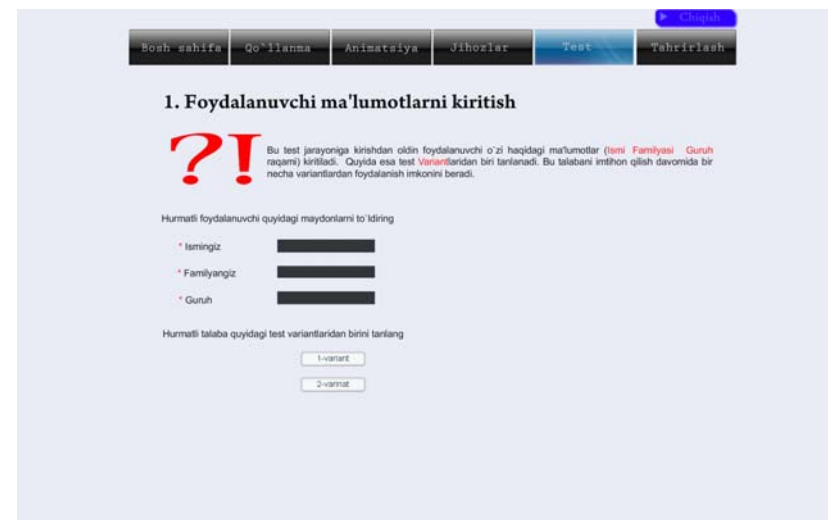 Chiqish
Bosh sahifa Qo`llanma Animatsiya Jihozlar Test Tahrirlash
1. Foydalanuvchi ma'lumotlarni kiritish
?! Bu test jarayoniga kirishdan oldin foydalanuvchi o`zi haqidagi ma'lumotlar (Ismi Familyasi Guruh
raqami) kiritiladi. Quyida esa test Variantlaridan biri tanlanadi. Bu talabani imtihon qilish davomida bir
necha variantlardan foydalanish imkonini beradi.
Hurmatli foydalanuvchi quyidagi maydonlarni to`ldiring
* Ismingiz
* Familyangiz
* Guruh
Hurmatli talaba quyidagi test variantlaridan birini tanlang
1-variant
2-varinat